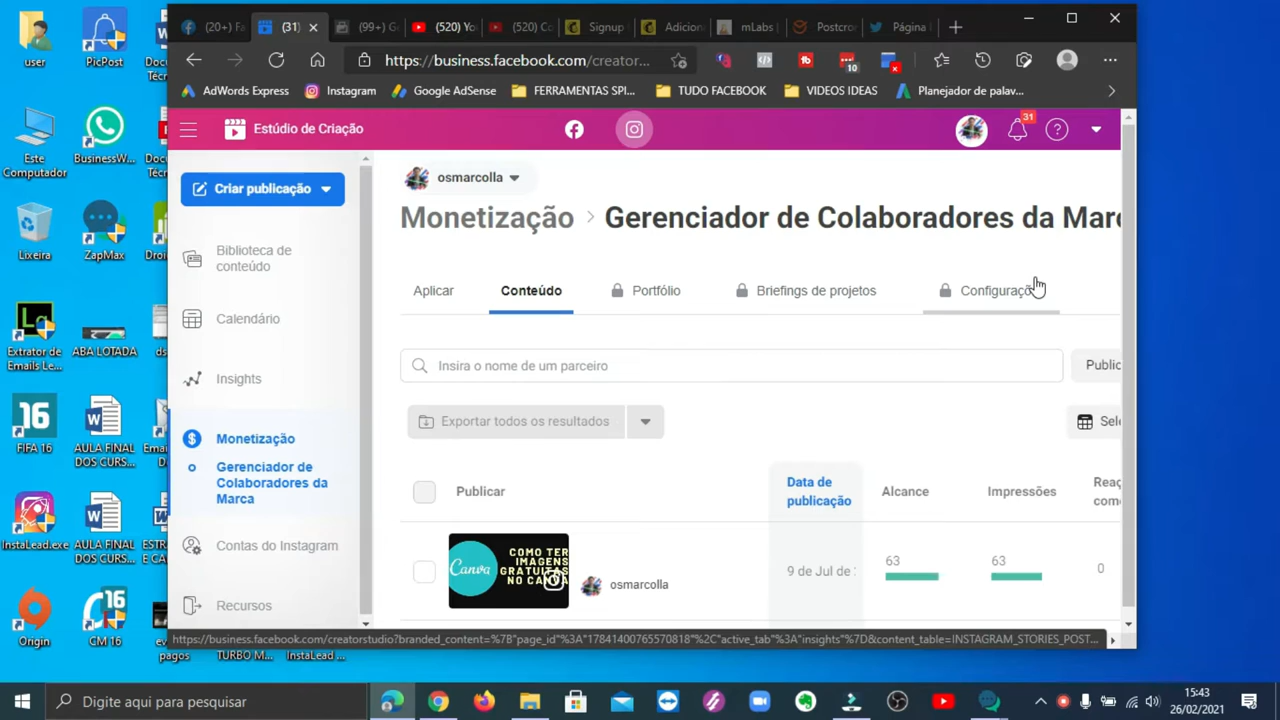 user
PicPost
Este
Computador
BusinessW...
Lixeira
ZapMax
Extrator de
Emails Le...
ABA LOTADA
16
FIFA 16
AULA FINAL
DOS CURS...
InstaLead.exe
AULA FINAL
DOS CURS...
Origin
16
CM 16
pagos
TURBO M...
InstaLead ...
(20+) Fa
(31)
(99+) G
(520) Yo
(520) Co
Signup
Adicion
mLabs
Postcro
Página
https://business.facebook.com/creator...
10
AdWords Express
Instagram
Google AdSense
FERRAMENTAS SPI...
TUDO FACEBOOK
VIDEOS IDEAS
Planejador de palav...
Estúdio de Criação
31
Criar publicação
Biblioteca de
conteúdo
Calendário
Insights
Monetização
Gerenciador de
Colaboradores da
Marca
Contas do Instagram
Recursos
osmarcolla
Monetização > Gerenciador de Colaboradores da Marc
Aplicar
Conteúdo
Portfólio
Briefings de projetos
Configuraçõ
Insira o nome de um parceiro
Public
Exportar todos os resultados
Sele
Publicar
Data de
publicação
Alcance
Impressões
Reaç
com
Canva
COMO TER
IMAGENS
GRATUITAS
NO CANVA
osmarcolla
9 de Jul de
63
63
0
https://business.facebook.com/creatorstudio?branded_content=%7B"page_id"%3A"17841400765570818"%2C"active_tab"%3A"insights"%7D&content_table=INSTAGRAM_STORIES_POST...
Digite aqui para pesquisar
15:43
26/02/2021